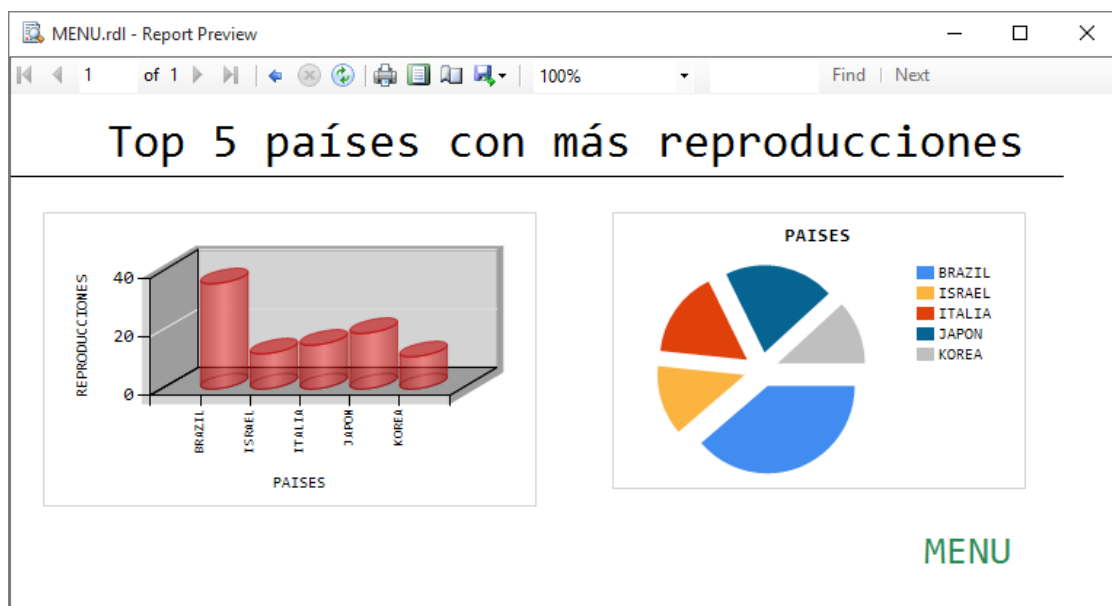 MENU.rdl - Report Preview
1 of 1 100% Find Next
Top 5 países con más reproducciones
REPRODUCCIONES
40
20
0
BRAZIL
ISRAEL
ITALIA
JAPON
KOREA
PAISES
PAISES
BRAZIL
ISRAEL
ITALIA
JAPON
KOREA
MENU